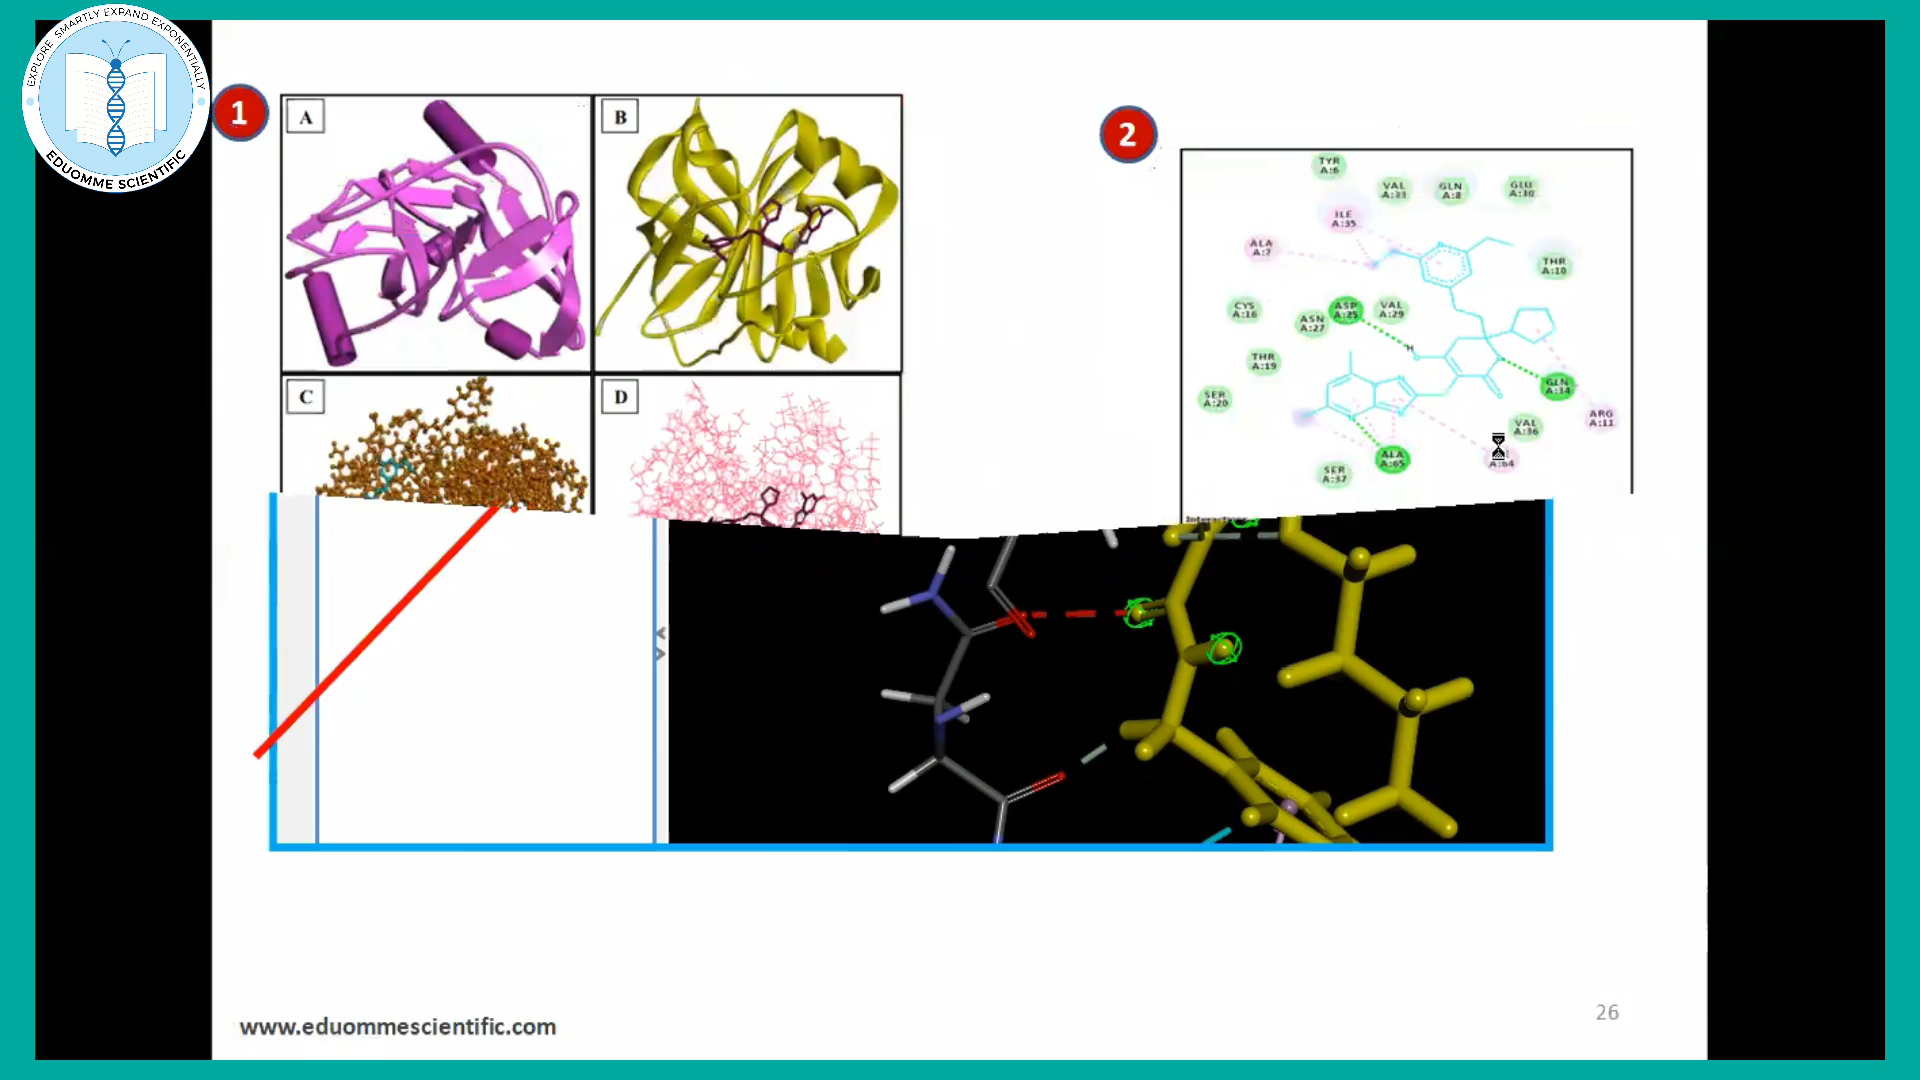 EXPLORE SMARTLY EXPAND EXPONENTIALLY
EDUOMME SCIENTIFIC
1
A
B
C
D
2
TYR
A:6
VAL
A:33
GLN
A:8
GLU
ILE
A:35
ALA
A:7
THR
A:10
CYS
A:16
ASN
A:27
ASP
A:25
VAL
A:29
THR
A:19
SER
A:20
GLN
A:34
ARG
A:11
VAL
A:36
ALA
A:65
A:64
SER
A:37
H
www.eduommescientific.com
26